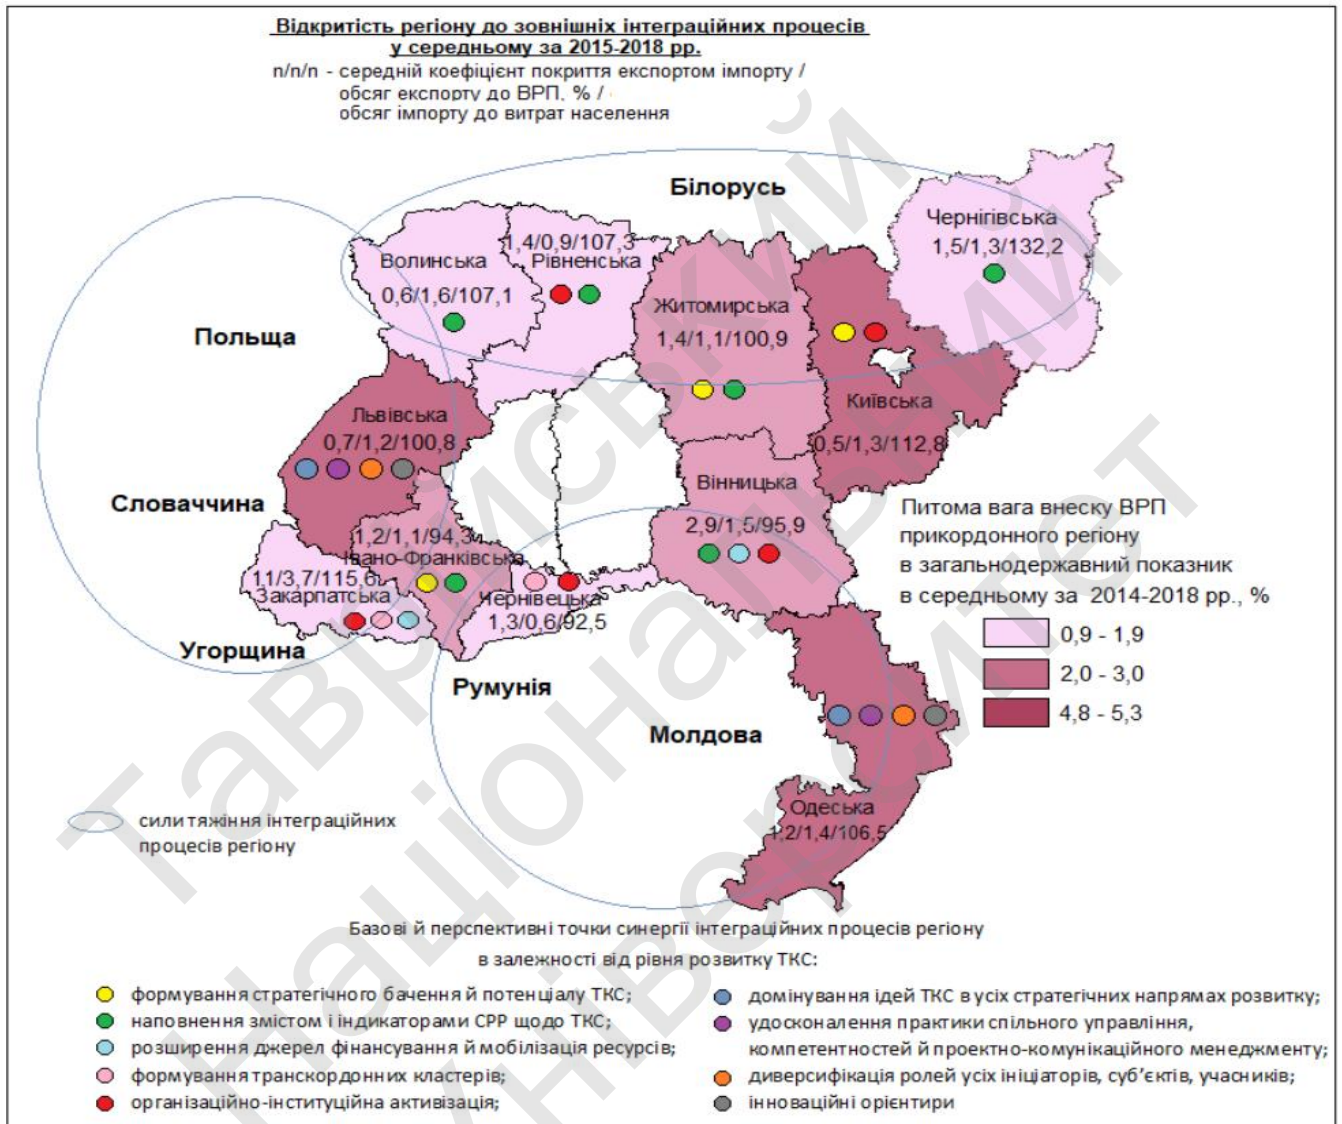 Відкритість регіону до зовнішніх інтеграційних процесів
у середньому за 2015-2018 рр.
n/n/n - середній коефіцієнт покриття експортом імпорту /
обсяг експорту до ВРП, % /
обсяг імпорту до витрат населення
Білорусь
Чернігівська
1,5/1,3/132,2
1,4/0,9/107,3
Рівненська
Волинська
0,6/1,6/107,1
Житомирська
1,4/1,1/100,9
Польща
Київська
0,5/1,3/112,8
Львівська
0,7/1,2/100,8
Вінницька
2,9/1,5/95,9
Словаччина
1,2/1,1/94,3
Івано-Франківська
11/3,7/115,6
Закарпатська
Чернівецька
1,3/0,6/92,5
Угорщина
Румунія
Молдова
Одеська
1,2/1,4/106,5
Питома вага внеску ВРП
прикордонного регіону
в загальнодержавний показник
в середньому за 2014-2018 рр., %
0,9 - 1,9
2,0 - 3,0
4,8 - 5,3
сили тяжіння інтеграційних
процесів регіону
Базові й перспективні точки синергії інтеграційних процесів регіону
в залежності від рівня розвитку ТКС:
формування стратегічного бачення й потенціалу ТКС;
наповнення змістом і індикаторами СРР щодо ТКС;
розширення джерел фінансування й мобілізація ресурсів;
формування транскордонних кластерів;
організаційно-інституційна активізація;
домінування ідей ТКС в усіх стратегічних напрямах розвитку;
удосконалення практики спільного управління,
компетентностей й проектно-комунікаційного менеджменту;
диверсифікація ролей усіх ініціаторів, суб’єктів, учасників;
інноваційні орієнтири
Таврійський
Національний
університет